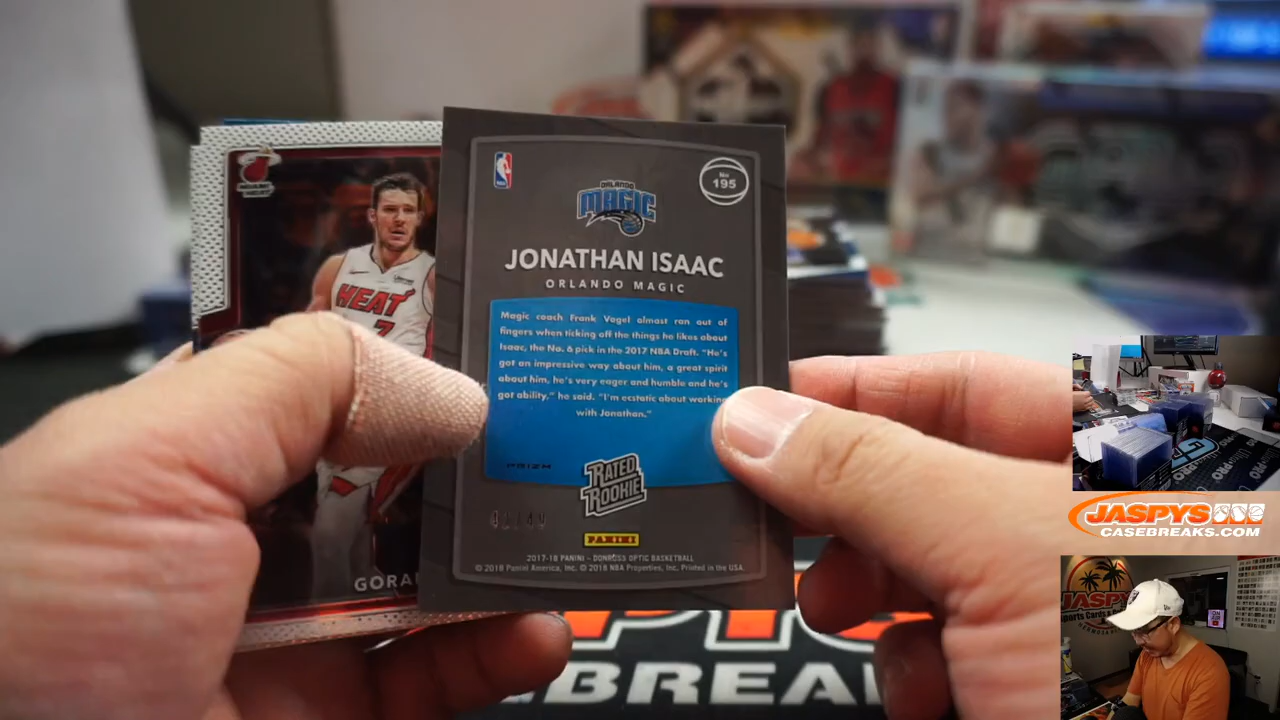 No
195
ORLANDO
MAGIC
JONATHAN ISAAC
ORLANDO MAGIC
Magic coach Frank Vogel almost ran out of
fingers when ticking off the things he likes about
Isaac, the No. 6 pick in the 2017 NBA Draft. "He's
got an impressive way about him, a great spirit
about him, he's very eager and humble and he's
got ability," he said. "I'm ecstatic about working
with Jonathan."
PRIZM
RATED
ROOKIE
PANINI
2017-18 PANINI – DONRUSS OPTIC BASKETBALL
© 2018 Panini America, Inc. © 2018 NBA Properties, Inc. Printed in the USA.
HEAT
7
GORA
EBREA
JASPYS
CASEBREAKS.COM
JASPY